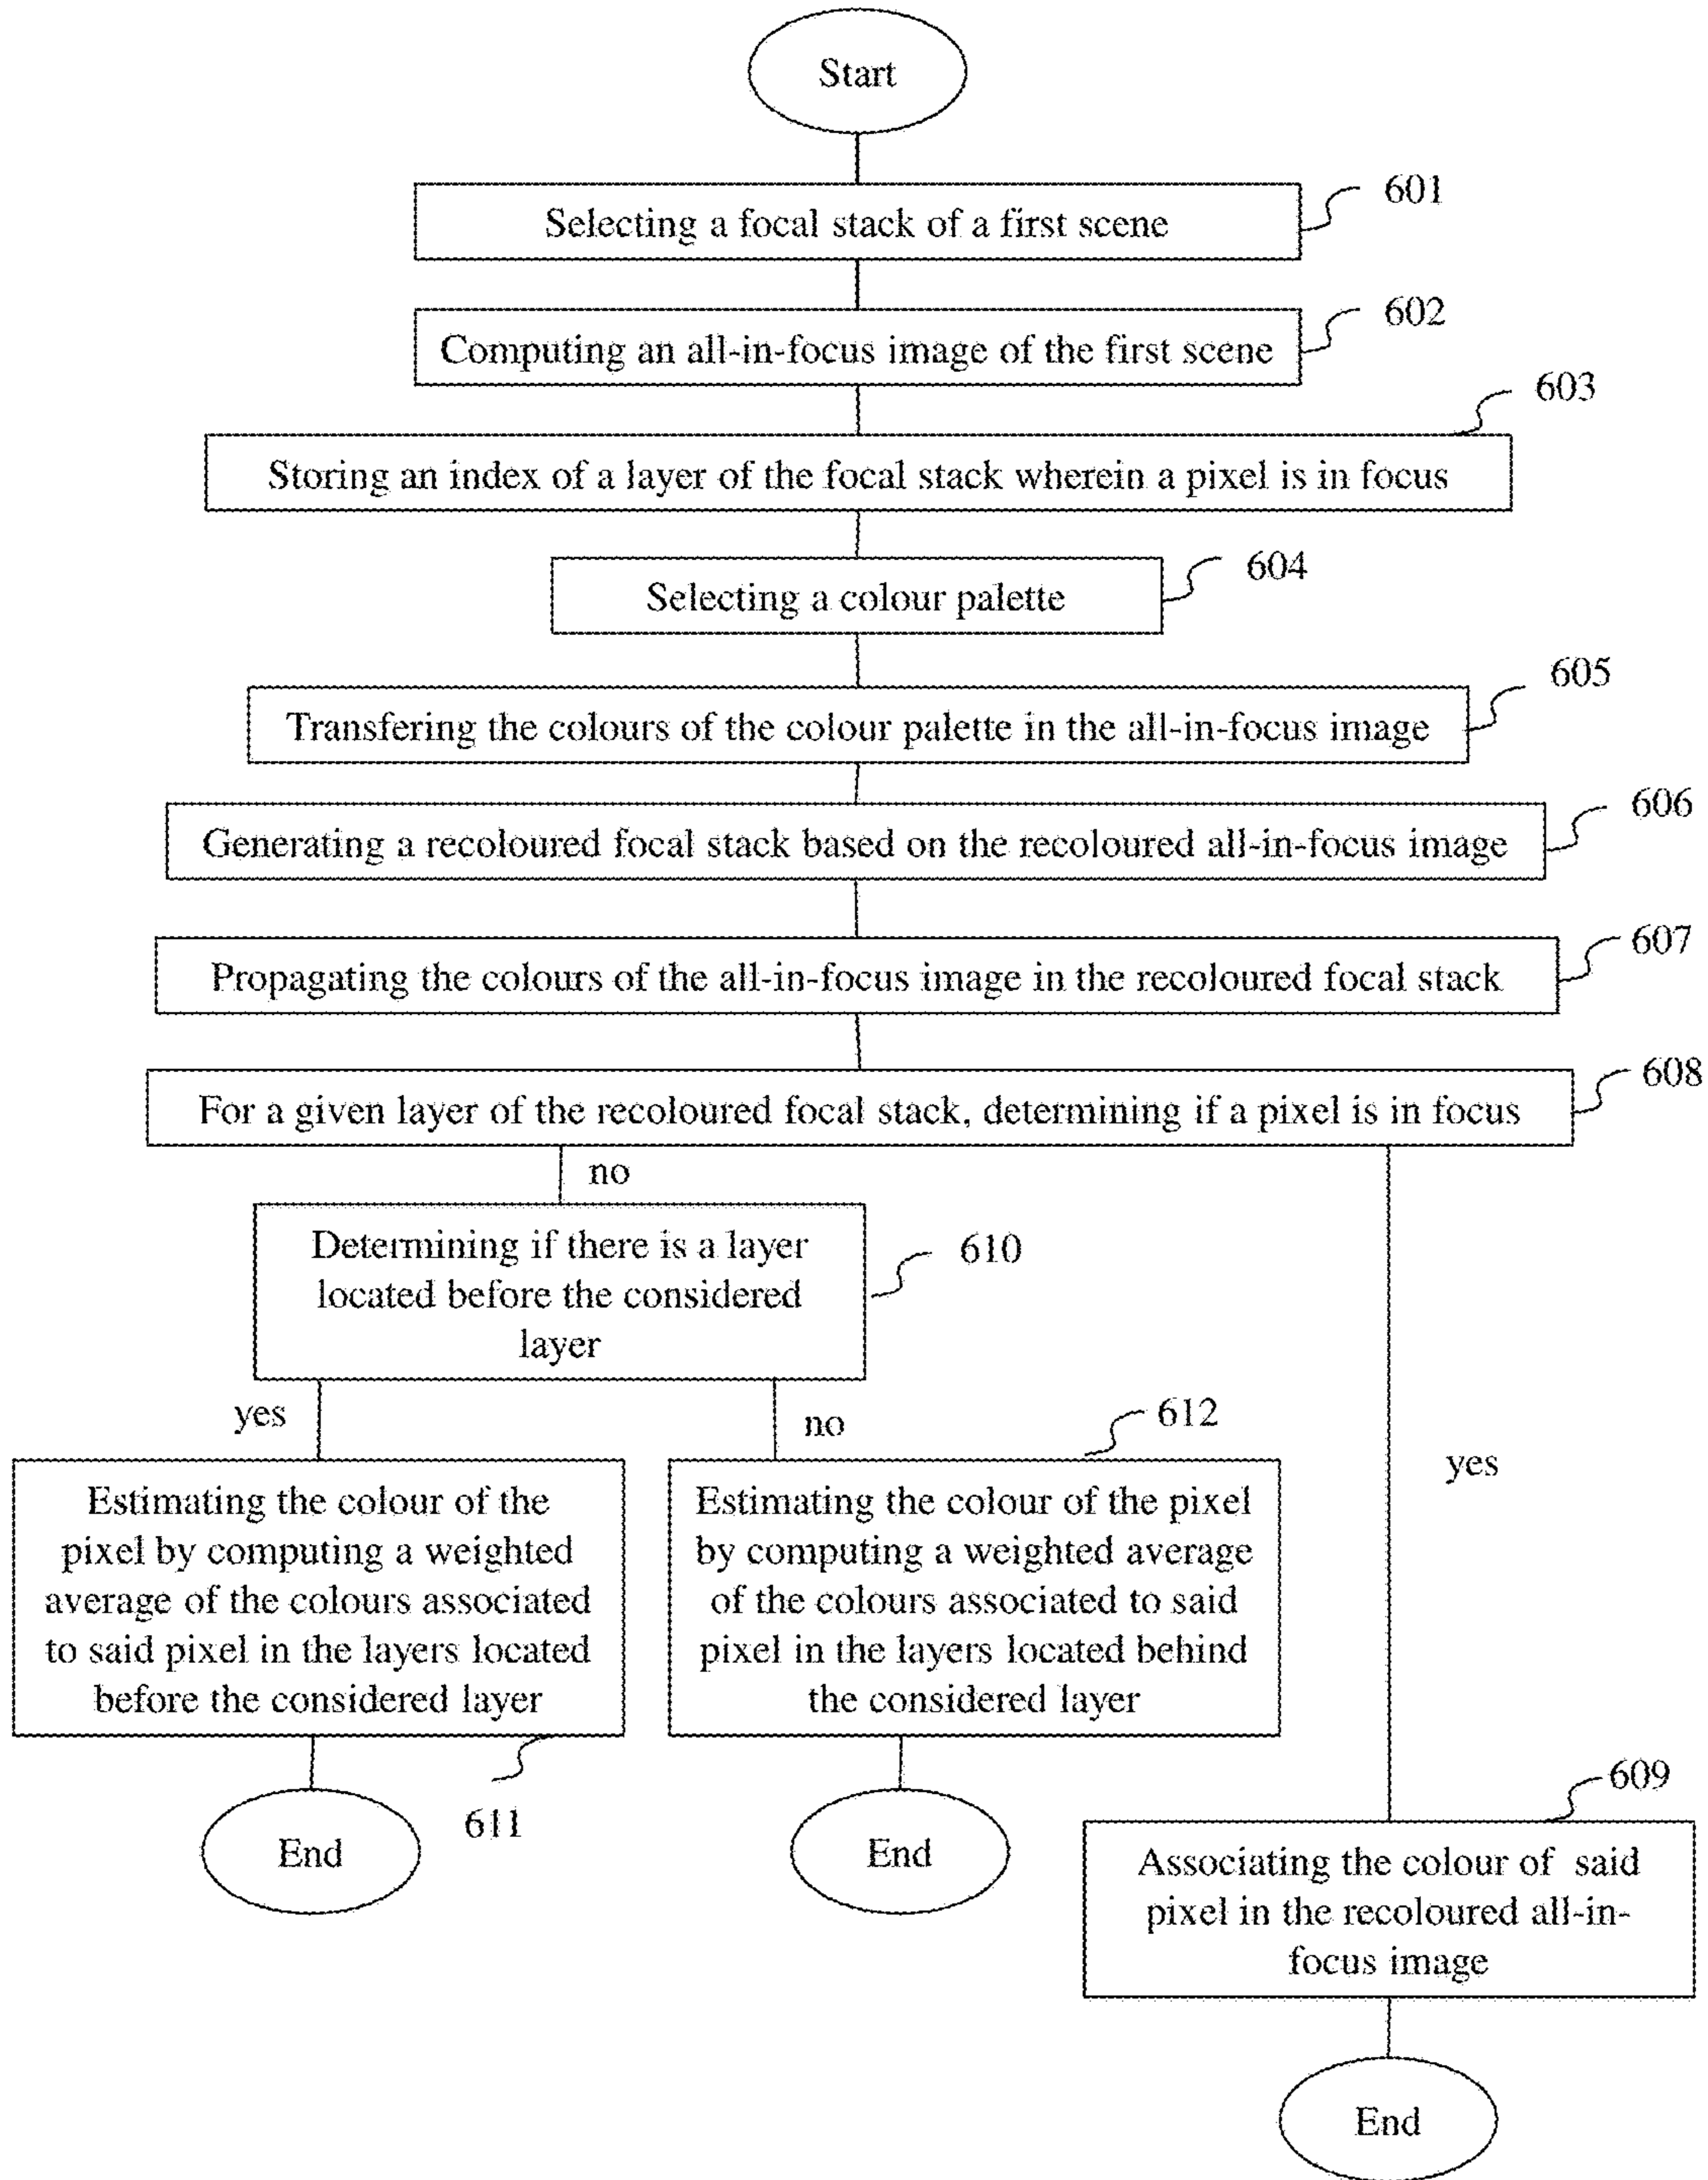 Start
601
Selecting a focal stack of a first scene
602
Computing an all-in-focus image of the first scene
603
Storing an index of a layer of the focal stack wherein a pixel is in focus
604
Selecting a colour palette
605
Transfering the colours of the colour palette in the all-in-focus image
606
Generating a recoloured focal stack based on the recoloured all-in-focus image
607
Propagating the colours of the all-in-focus image in the recoloured focal stack
608
For a given layer of the recoloured focal stack, determining if a pixel is in focus
no
Determining if there is a layer
located before the considered
layer
610
yes
no
612
yes
Estimating the colour of the
pixel by computing a weighted
average of the colours associated
to said pixel in the layers located
before the considered layer
Estimating the colour of the pixel
by computing a weighted average
of the colours associated to said
pixel in the layers located behind
the considered layer
611
End
End
609
Associating the colour of said
pixel in the recoloured all-in-
focus image
End